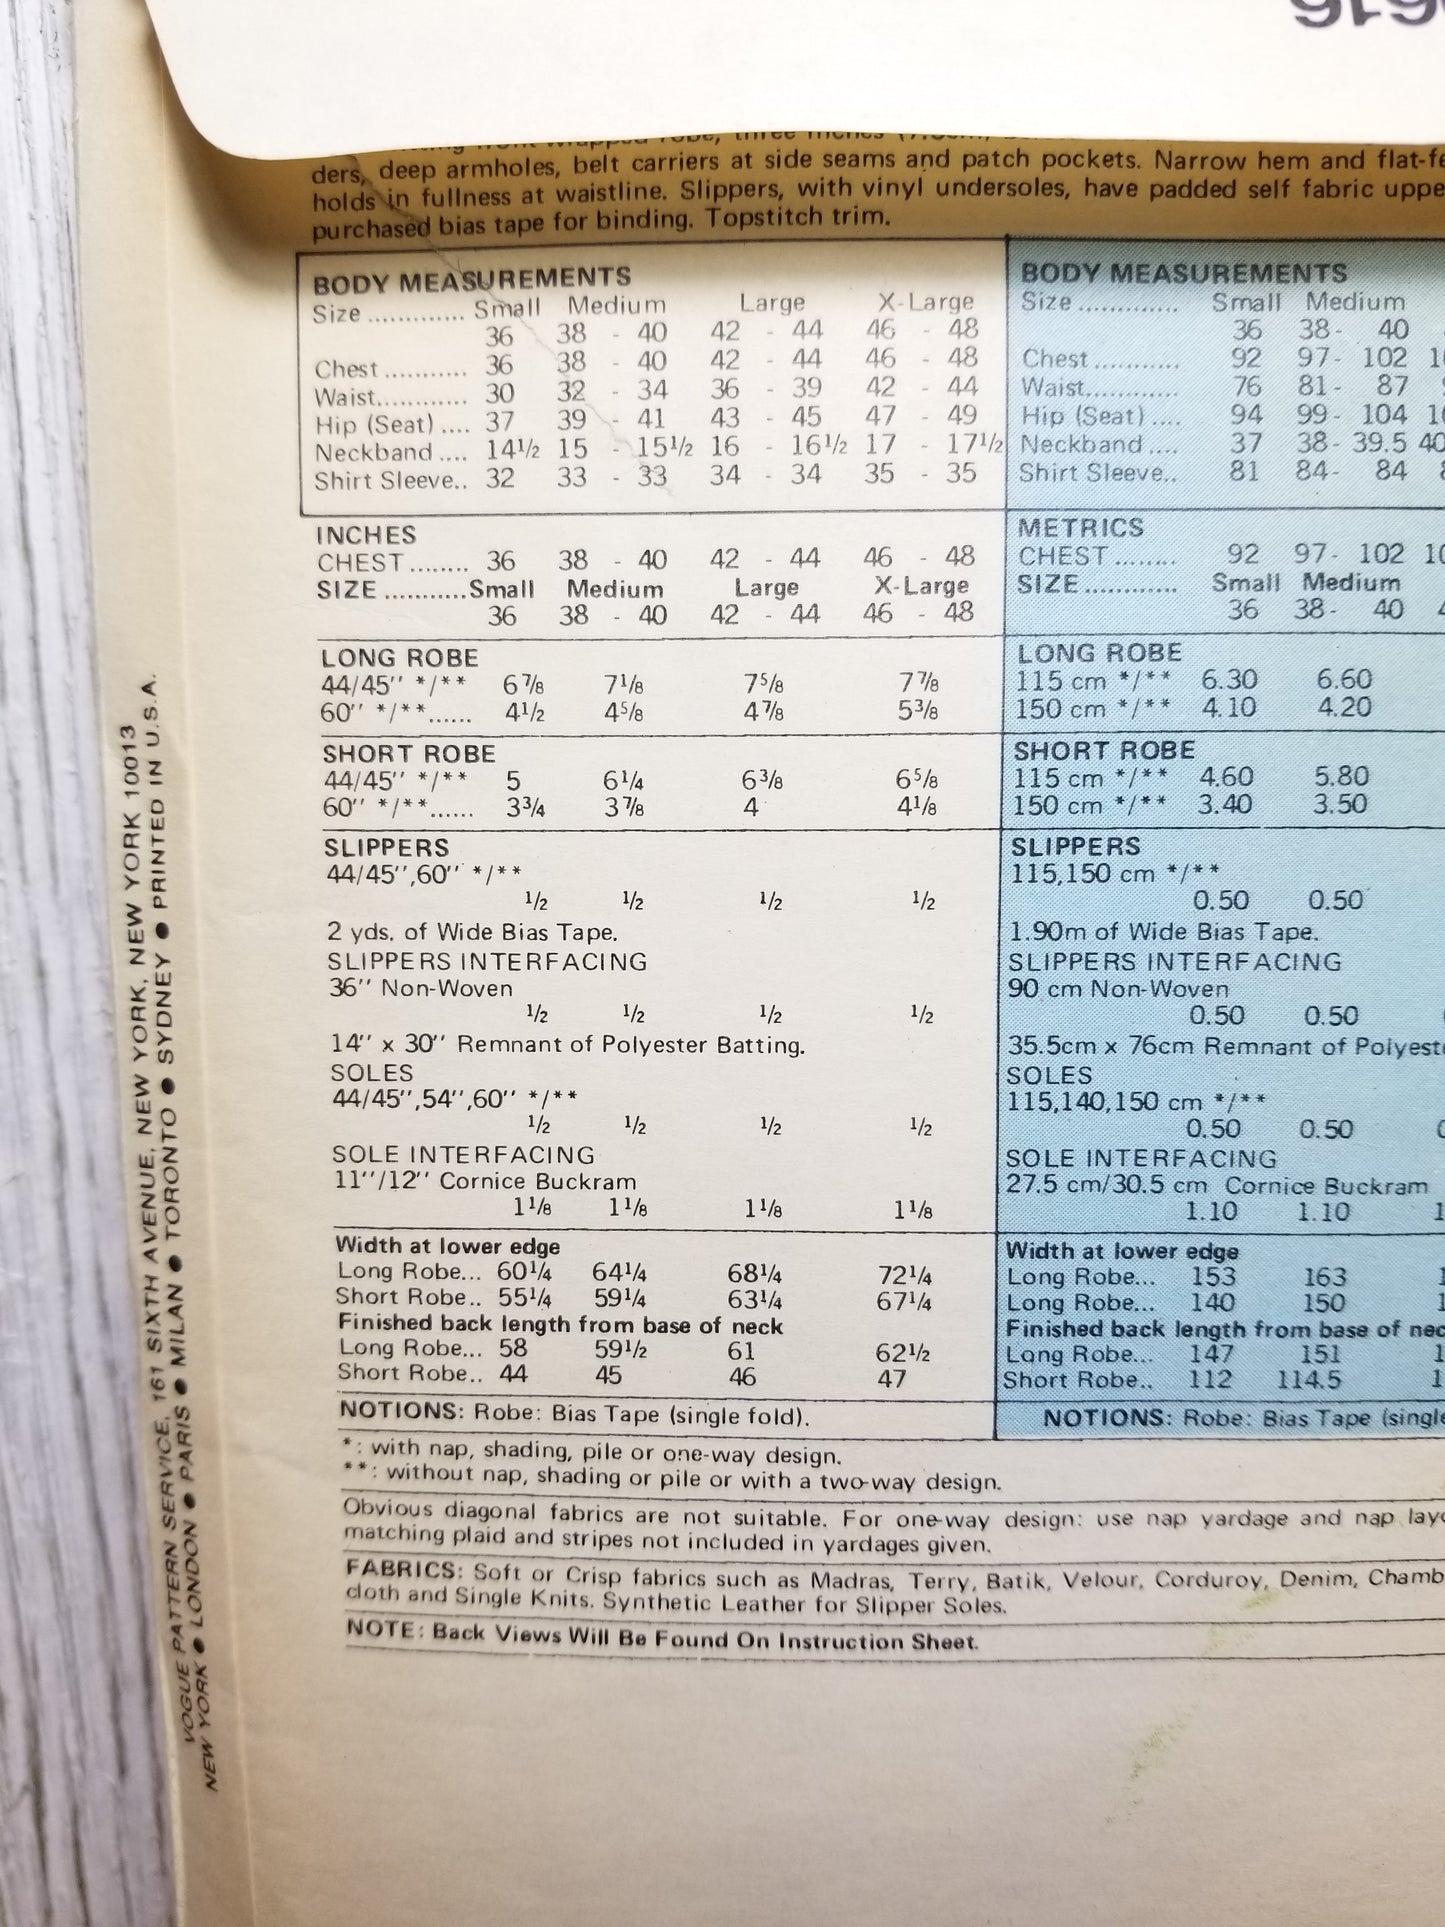 ders, deep armholes, belt carriers at side seams and patch pockets. Narrow hem and
holds in fullness at waistline. Slippers, with vinyl undersoles, have padded self fabric
purchased bias tape for binding. Topstitch trim.
BODY MEASUREMENTS
Size ............. Small Medium Large X-Large
36 38 - 40 42 - 44 46 - 48
Chest ........... 36 38 - 40 42 - 44 46 - 48
Waist............ 30 32 - 34 36 - 39 42 - 44
Hip (Seat) .... 37 39 - 41 43 - 45 47 - 49
Neckband .... 14½ 15 - 15½ 16 - 16½ 17 - 17½
Shirt Sleeve.. 32 33 - 33 34 - 34 35 - 35
INCHES
CHEST ........ 36 38 - 40 42 - 44 46 - 48
SIZE ........... Small Medium Large X-Large
36 38 - 40 42 - 44 46 - 48
LONG ROBE
44/45'' */** 6⅞ 7⅛ 7⅝ 7⅞
60'' */**...... 4½ 4⅝ 4⅞ 5⅜
SHORT ROBE
44/45'' */** 5 6¼ 6⅜ 6⅝
60'' */**...... 3¾ 3⅞ 4 4⅛
SLIPPERS
44/45'',60'' */**
½ ½ ½ ½
2 yds. of Wide Bias Tape.
SLIPPERS INTERFACING
36'' Non-Woven
½ ½ ½ ½
14'' x 30'' Remnant of Polyester Batting.
SOLES
44/45'',54'',60'' */**
½ ½ ½ ½
SOLE INTERFACING
11''/12'' Cornice Buckram
1⅛ 1⅛ 1⅛ 1⅛
Width at lower edge
Long Robe... 60¼ 64¼ 68¼ 72¼
Short Robe.. 55¼ 59¼ 63¼ 67¼
Finished back length from base of neck
Long Robe... 58 59½ 61 62½
Short Robe.. 44 45 46 47
NOTIONS: Robe: Bias Tape (single fold).
BODY MEASUREMENTS
Size ............. Small Medium
36 38- 40
Chest ............ 92 97- 102
Waist............. 76 81- 87
Hip (Seat) .... 94 99- 104
Neckband .... 37 38- 39.5
Shirt Sleeve.. 81 84- 84
METRICS
CHEST ........ 92 97- 102
SIZE ............. Small Medium
36 38- 40
LONG ROBE
115 cm */** 6.30 6.60
150 cm */** 4.10 4.20
SHORT ROBE
115 cm */** 4.60 5.80
150 cm */** 3.40 3.50
SLIPPERS
115,150 cm */**
0.50 0.50
1.90m of Wide Bias Tape.
SLIPPERS INTERFACING
90 cm Non-Woven
0.50 0.50
35.5cm x 76cm Remnant of
SOLES
115,140,150 cm */**
0.50 0.50
SOLE INTERFACING
27.5 cm/30.5 cm Cornice Buckram
1.10 1.10
Width at lower edge
Long Robe... 153 163
Long Robe... 140 150
Finished back length from base of
Long Robe... 147 151
Short Robe.. 112 114.5
NOTIONS: Robe: Bias Tape
*: with nap, shading, pile or one-way design.
**: without nap, shading or pile or with a two-way design.
Obvious diagonal fabrics are not suitable. For one-way design: use nap yardage and nap
matching plaid and stripes not included in yardages given.
FABRICS: Soft or Crisp fabrics such as Madras, Terry, Batik, Velour, Corduroy, Denim,
cloth and Single Knits. Synthetic Leather for Slipper Soles.
NOTE: Back Views Will Be Found On Instruction Sheet.
VOGUE PATTERN SERVICE, 161 SIXTH AVENUE, NEW YORK, NEW YORK 10013
NEW YORK ● LONDON ● PARIS ● MILAN ● TORONTO ● SYDNEY ● PRINTED IN U.S.A.